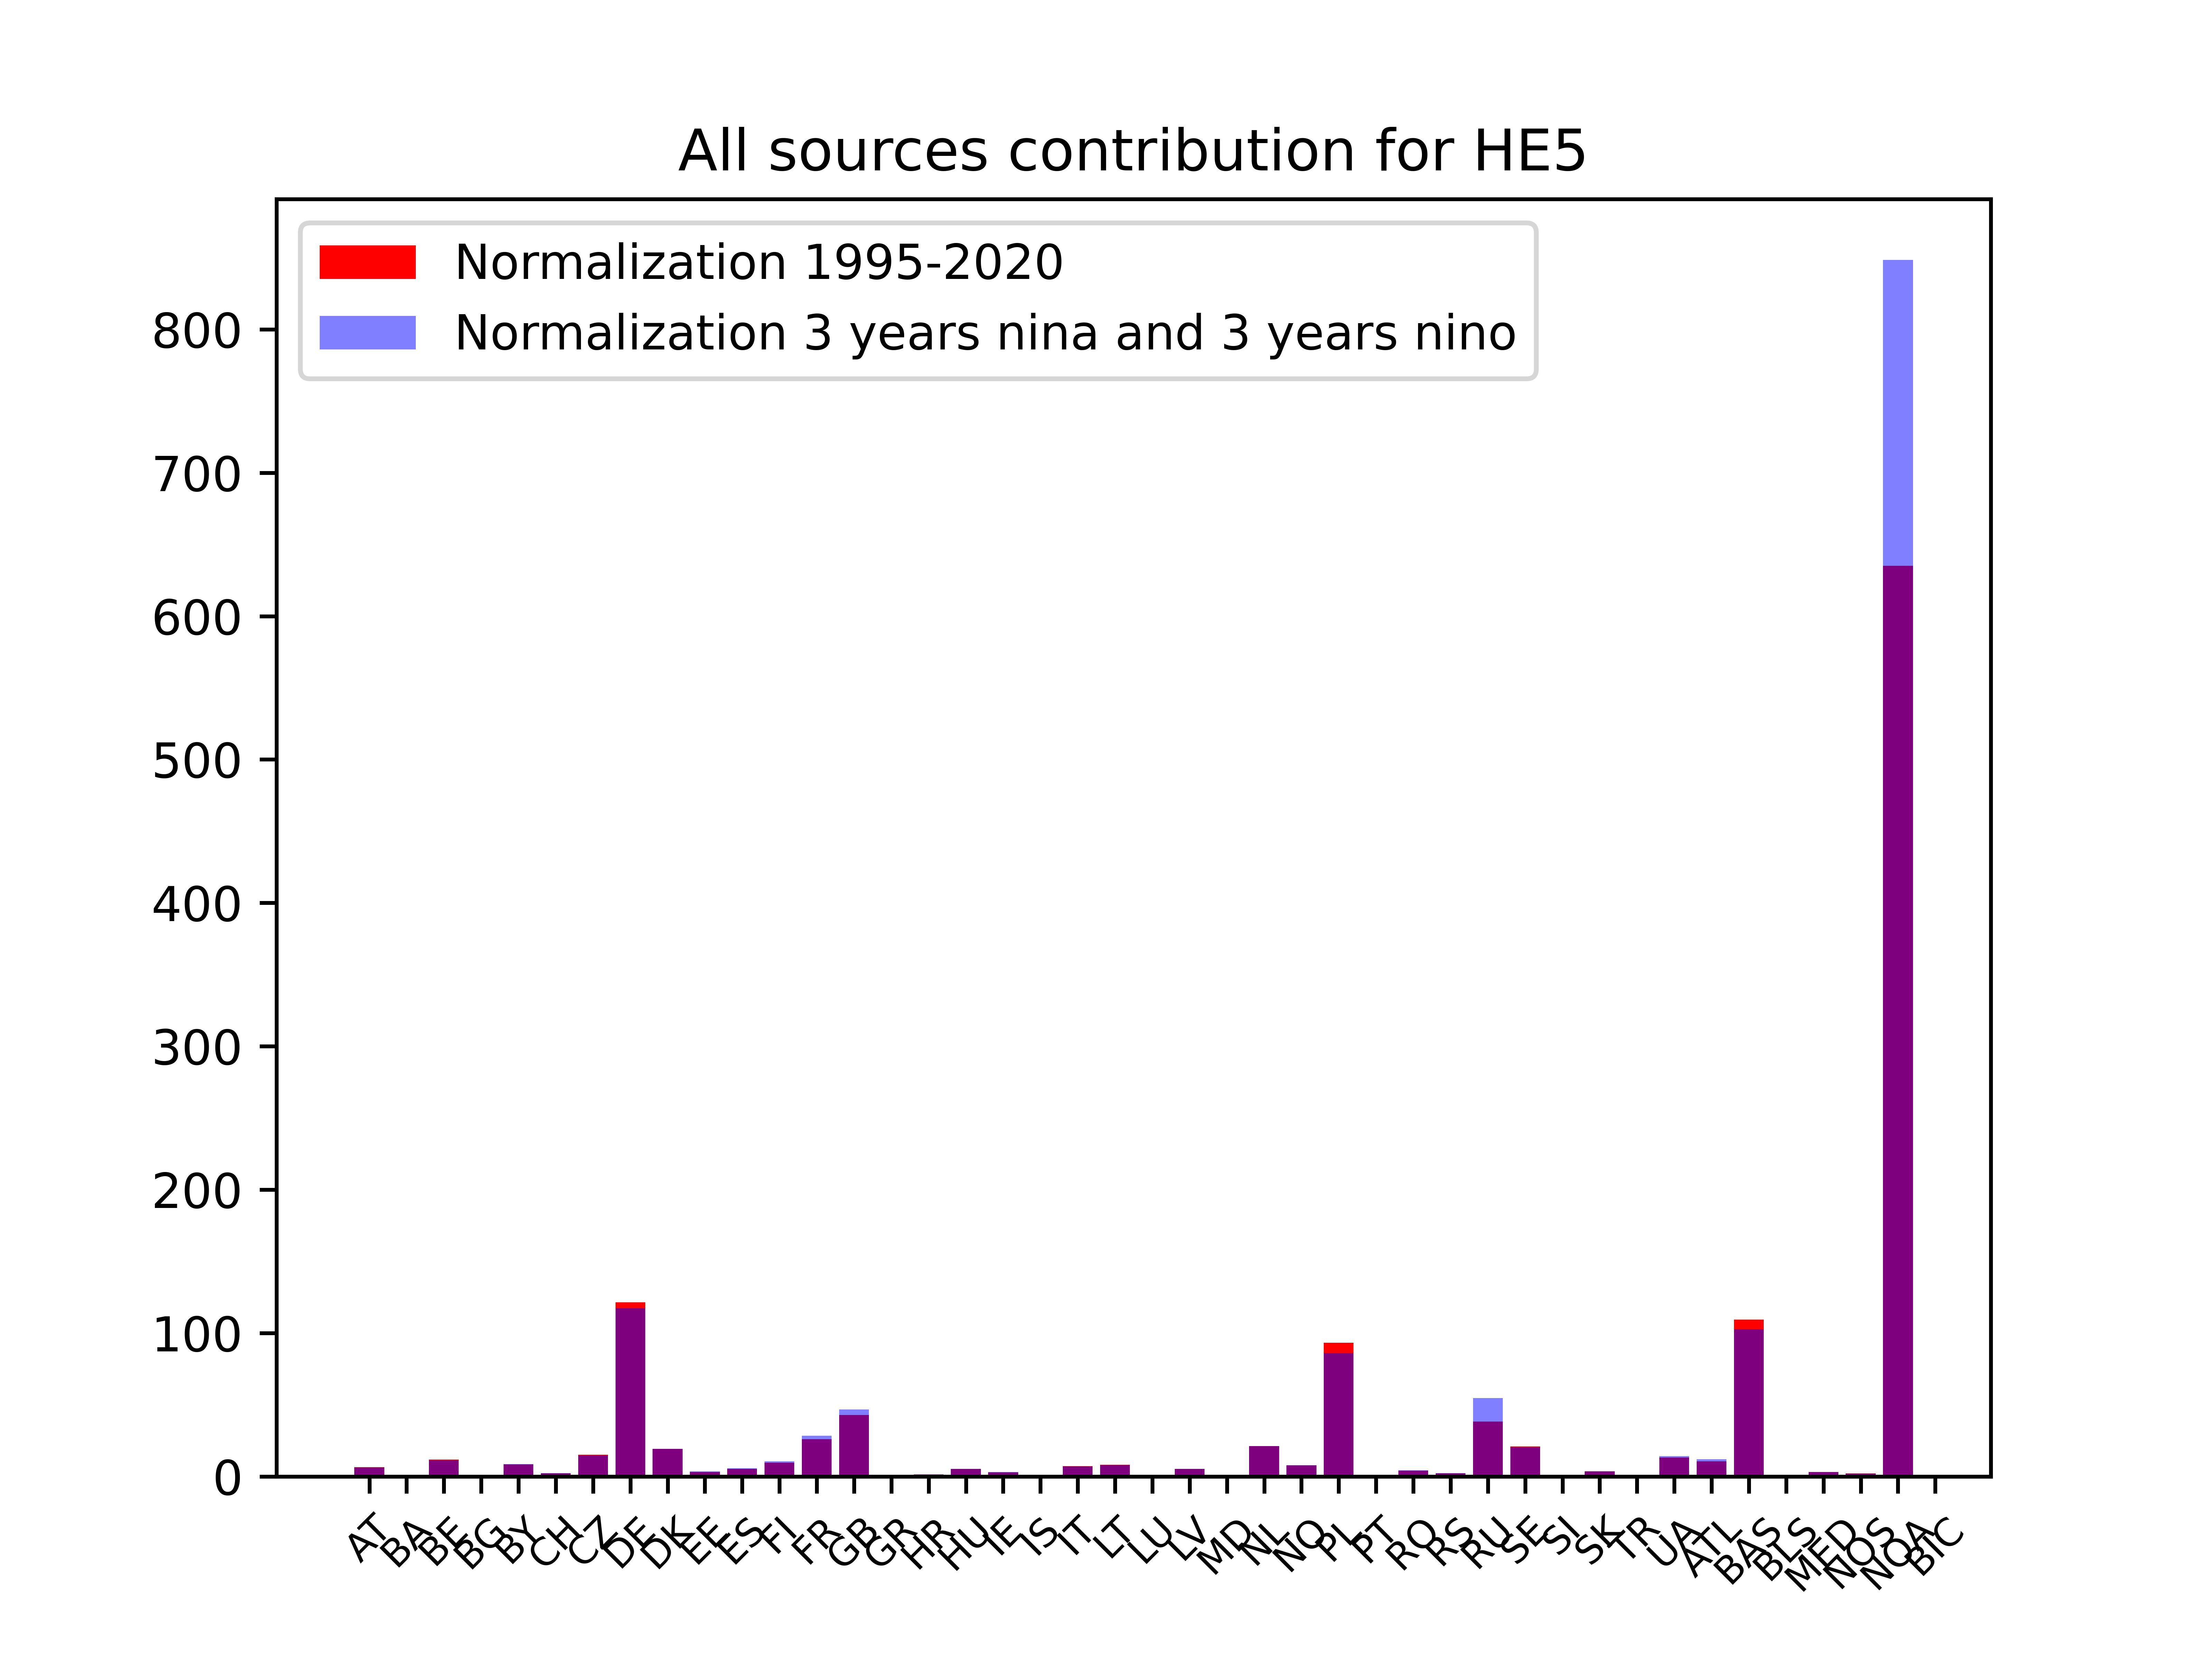 All sources contribution for HE5
Normalization 1995-2020
Normalization 3 years nina and 3 years nino
800
700
600
500
400
300
200
100
0
AT
BA
BE
BG
BY
CH
CZ
DE
DK
EE
ES
FI
FR
GB
GR
HR
HU
IE
IS
IT
LT
LU
LV
MD
NL
NO
PL
PT
RO
RS
RU
SE
SI
SK
TR
UA
ATL
BAS
BLS
MED
NOS
NOA
BIC